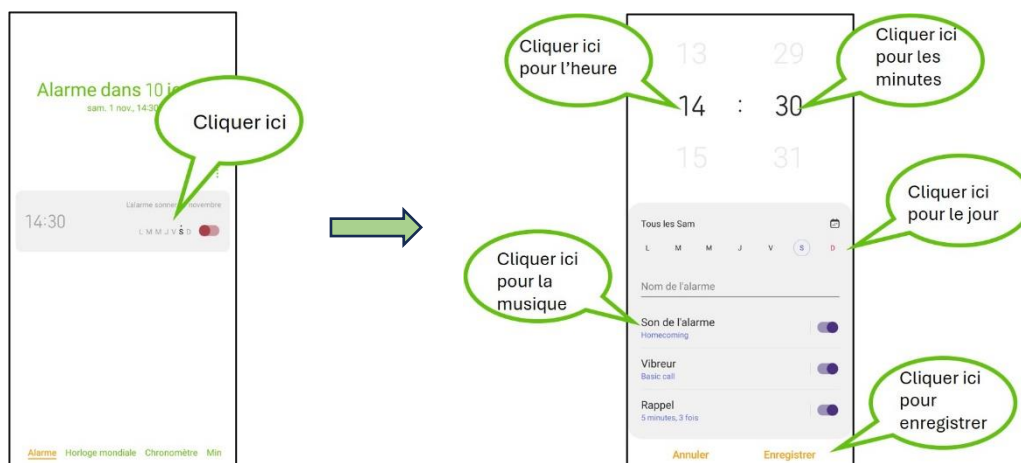 Alarme dans 10
sam. 1 nov., 14:30
Cliquer ici
L'alarme sonner novembre
14:30
L M M J V S D
Alarme Horloge mondiale Chronomètre Min
Cliquer ici
pour l'heure
Cliquer ici
pour les
minutes
13 29
14 : 30
15 31
Cliquer ici
pour le jour
Tous les Sam
L M M J V S D
Cliquer ici
pour la
musique
Nom de l'alarme
Son de l'alarme
Homecoming
Vibreur
Basic call
Rappel
5 minutes, 3 fois
Cliquer ici
pour
enregistrer
Annuler Enregistrer